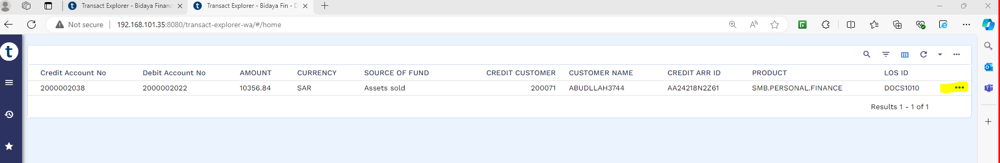 Transact Explorer - Bidaya Financ
Transact Explorer - Bidaya Fin - D
Not secure 192.168.101.35:8080/transact-explorer-wa/#/home
Credit Account No Debit Account No AMOUNT CURRENCY SOURCE OF FUND CREDIT CUSTOMER CUSTOMER NAME CREDIT ARR ID PRODUCT LOS ID
2000002038 2000002022 10356.84 SAR Assets sold 200071 ABUDLLAH3744 AA24218N2Z61 SMB.PERSONAL.FINANCE DOCS1010
Results 1 - 1 of 1